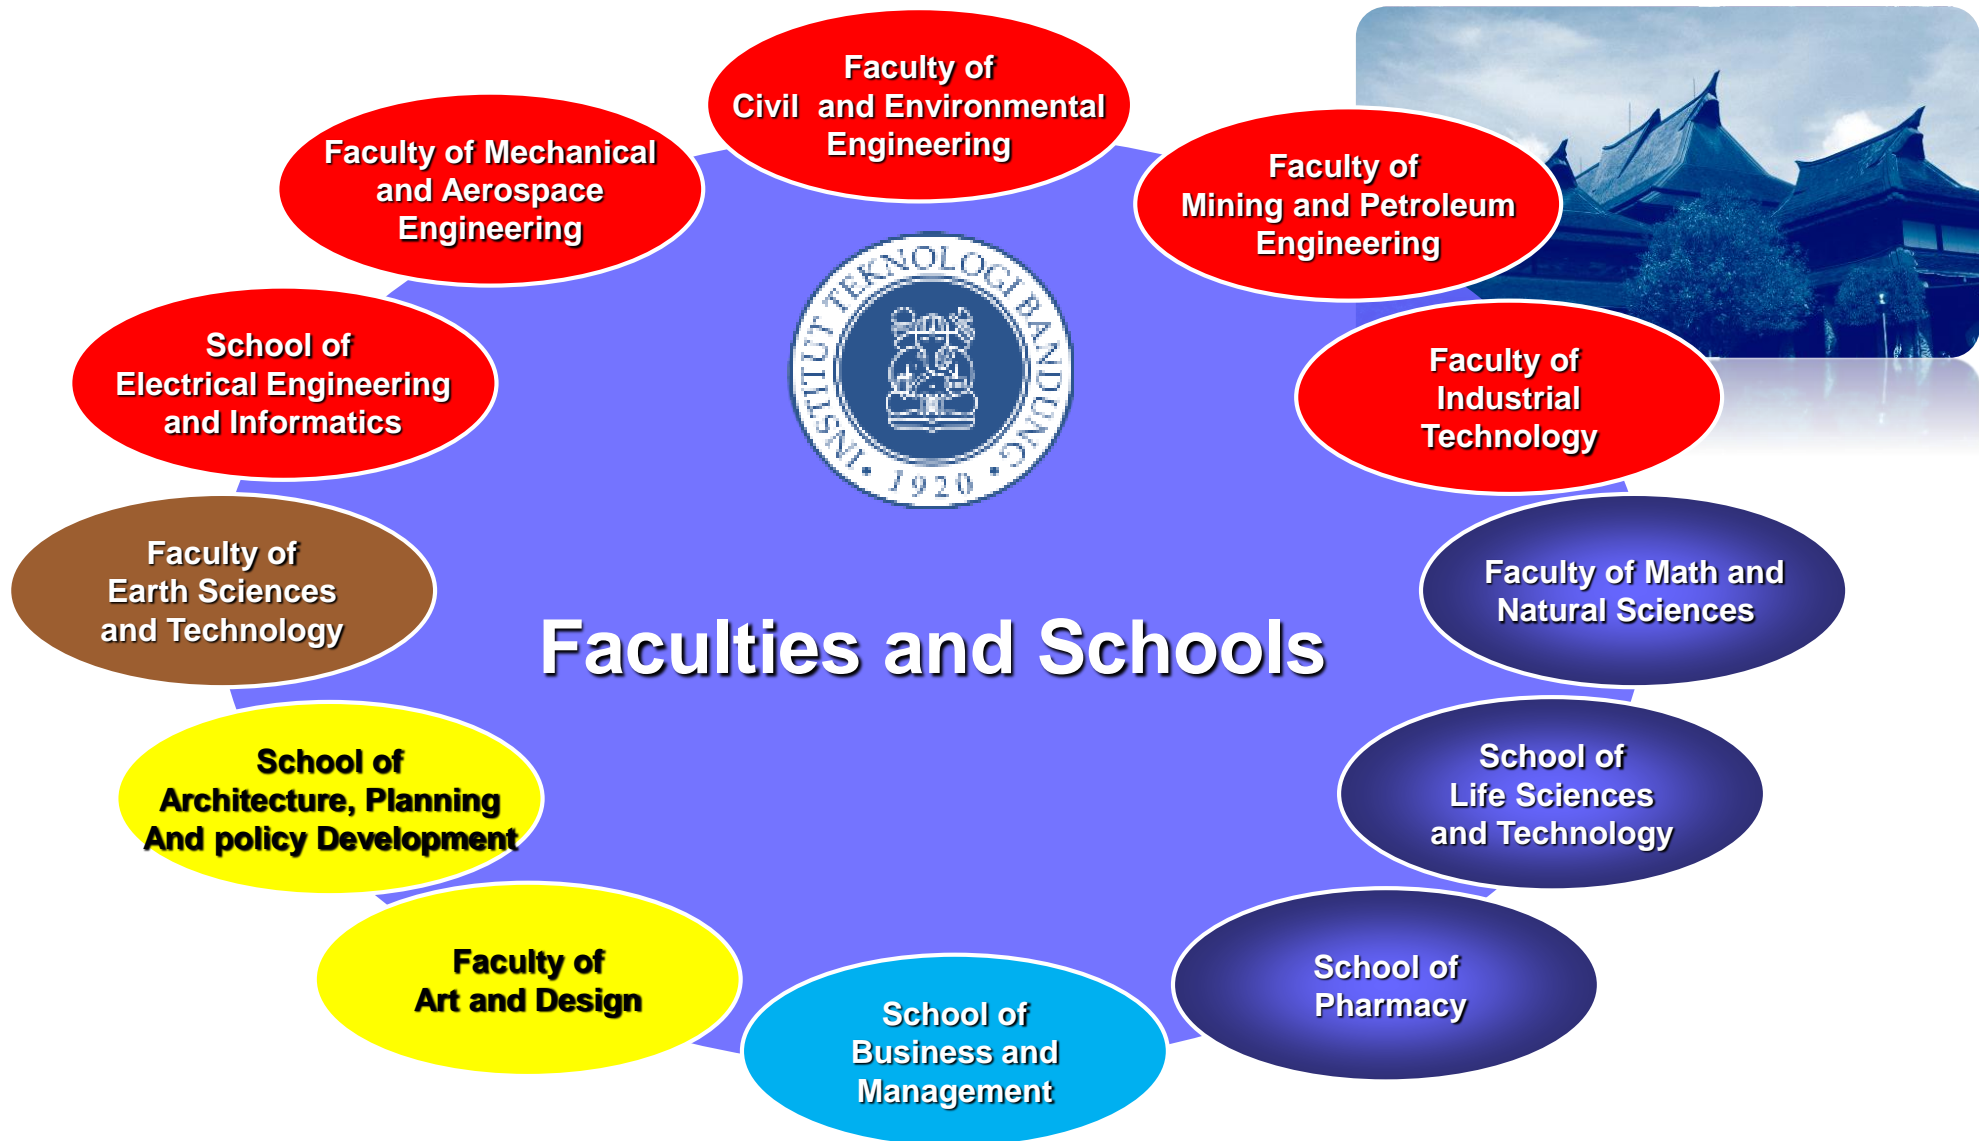 Faculty of
Civil and Environmental
Engineering
Faculty of Mechanical
and Aerospace
Engineering
Faculty of
Mining and Petroleum
Engineering
INSTITUT TEKNOLOGI BANDUNG
1920
School of
Electrical Engineering
and Informatics
Faculty of
Industrial
Technology
Faculty of
Earth Sciences
and Technology
Faculty of Math and
Natural Sciences
Faculties and Schools
School of
Architecture, Planning
And policy Development
School of
Life Sciences
and Technology
Faculty of
Art and Design
School of
Pharmacy
School of
Business and
Management